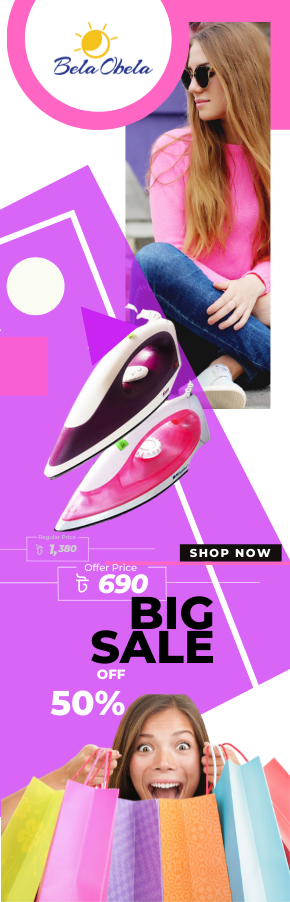 Bela Obela
Regular Price
৳ 1,380
SHOP NOW
Offer Price
৳ 690
BIG
SALE
OFF
50%